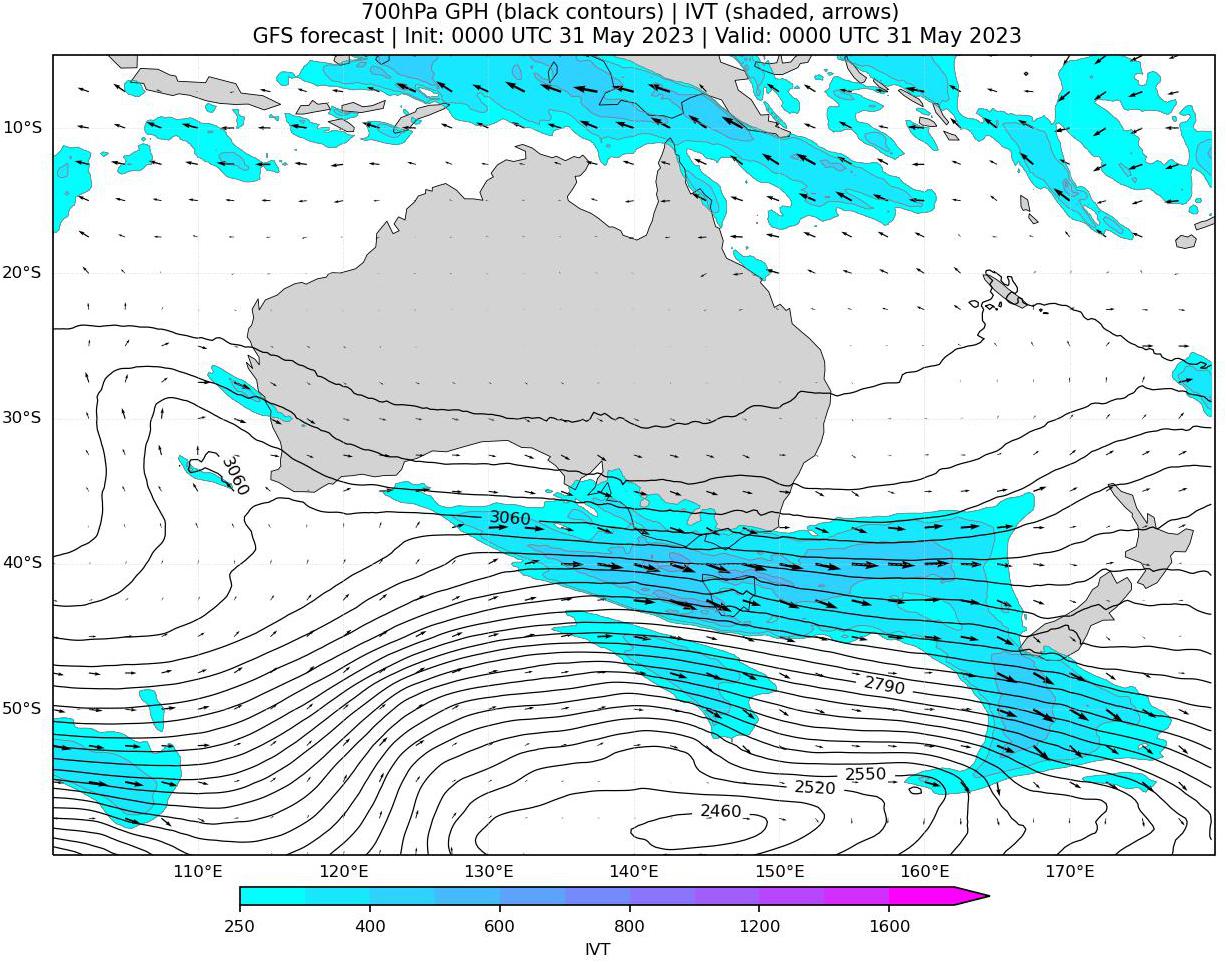 700hPa GPH (black contours) | IVT (shaded, arrows)
GFS forecast | Init: 0000 UTC 31 May 2023 | Valid: 0000 UTC 31 May 2023
10°S
20°S
30°S
3060
3060
40°S
2790
50°S
2550
2520
2460
110°E 120°E 130°E 140°E 150°E 160°E 170°E
250 400 600 800 1200 1600
IVT